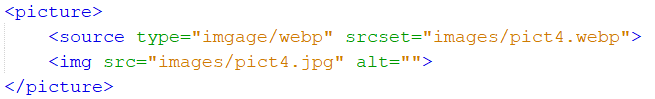 <picture>
    <source type="imgage/webp" srcset="images/pict4.webp">
    <img src="images/pict4.jpg" alt="">
</picture>